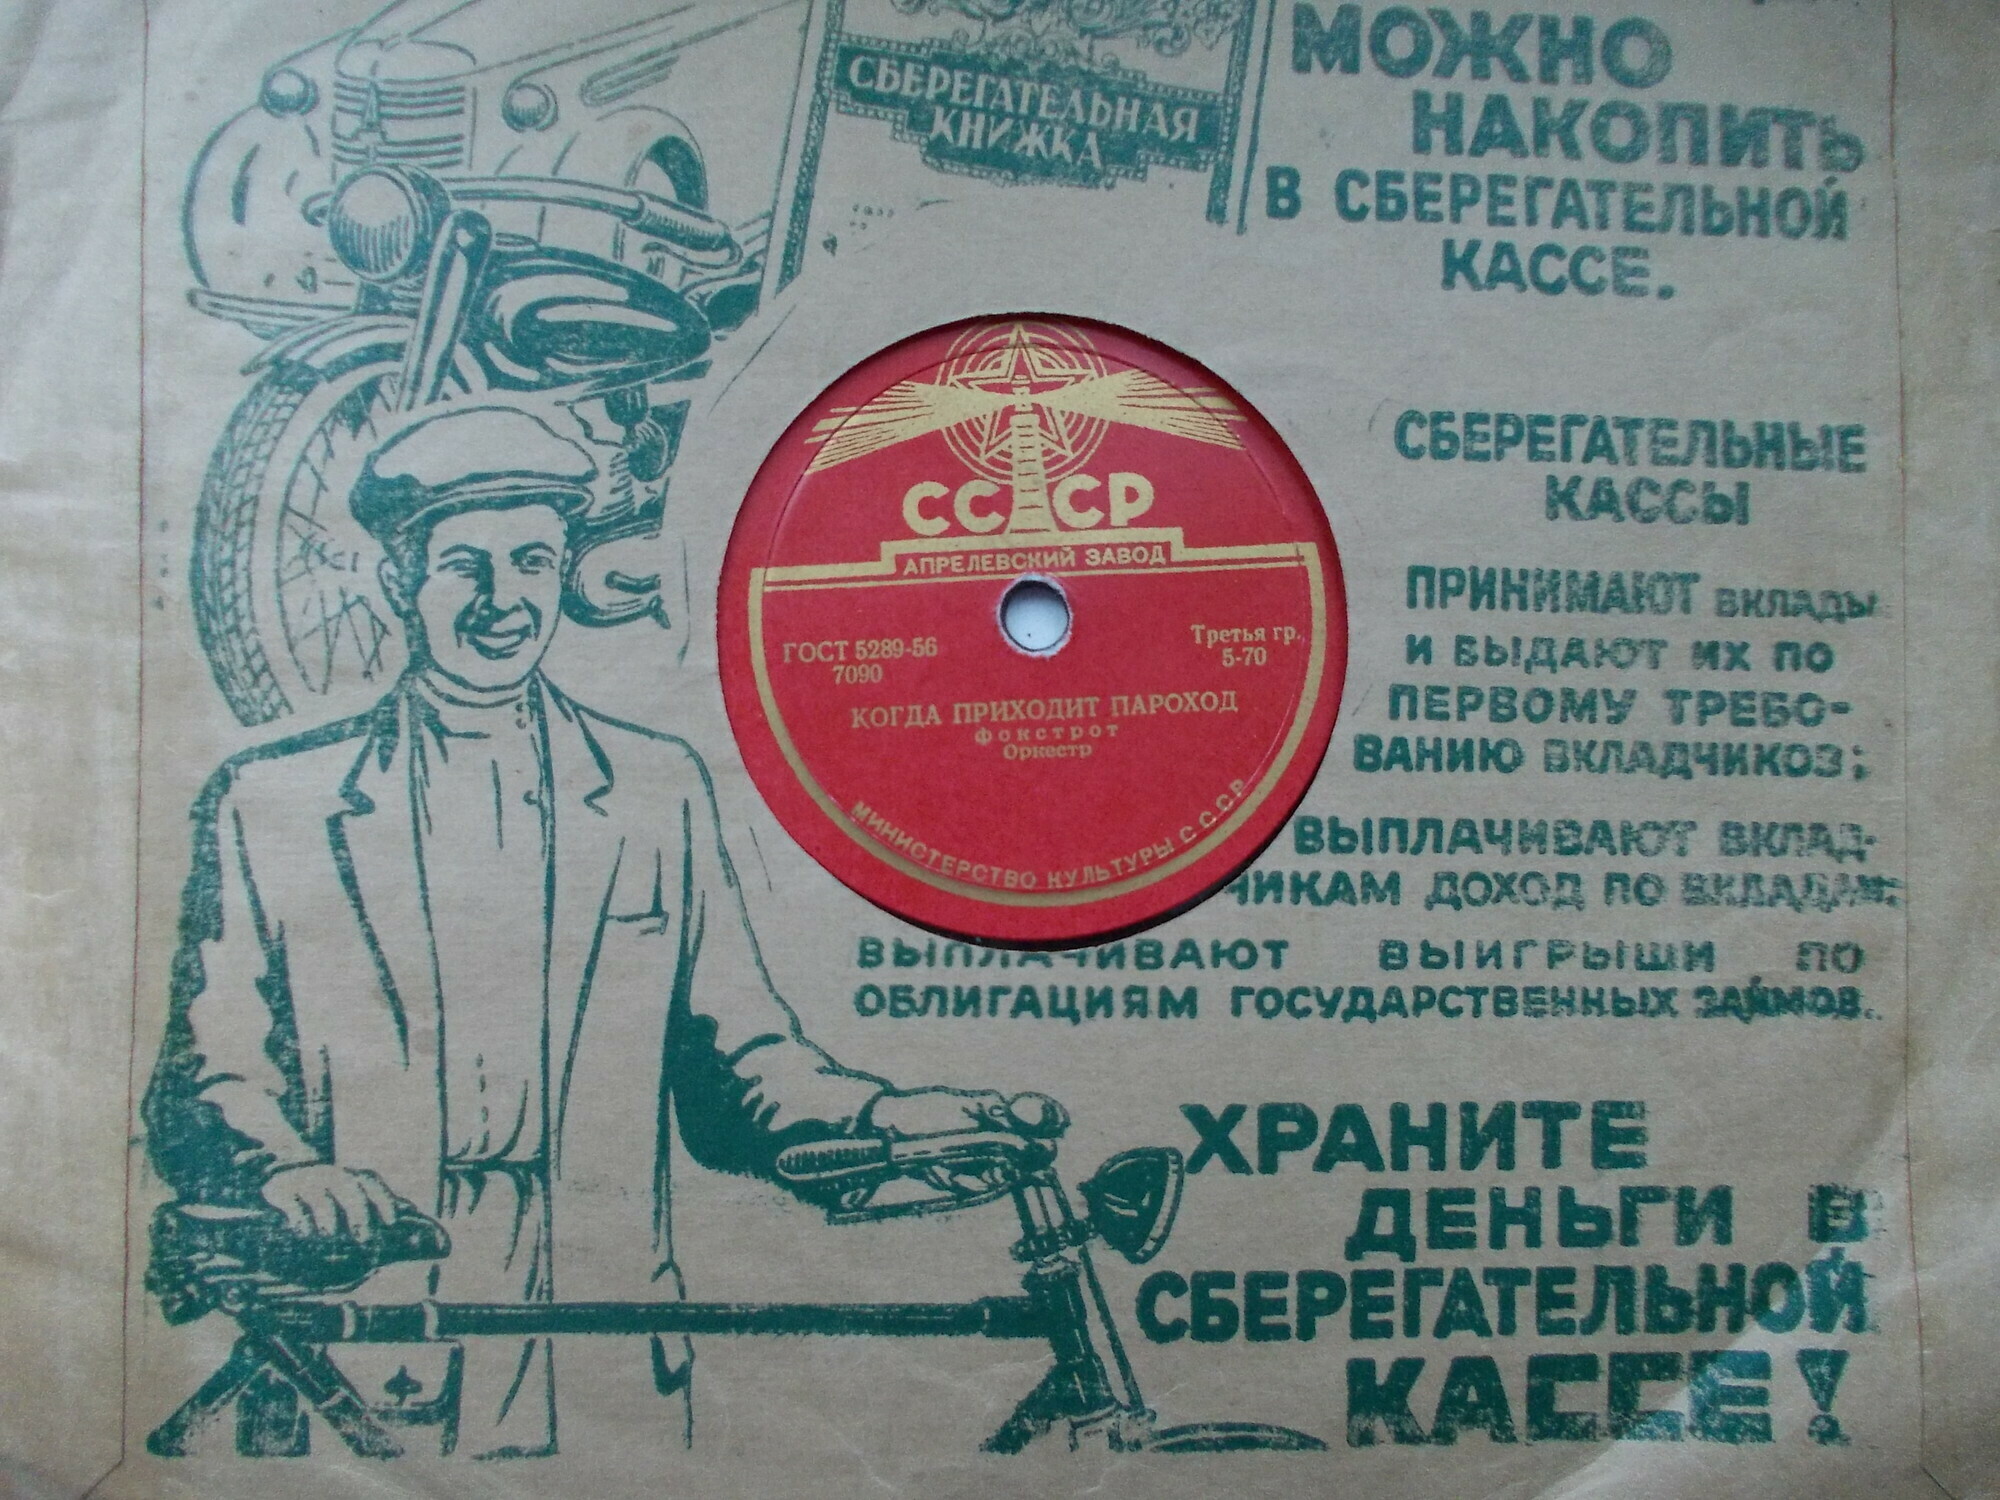 СБЕРЕГАТЕЛЬНАЯ
КНИЖКА
МОЖНО
НАКОПИТЬ
В СБЕРЕГАТЕЛЬНОЙ
КАССЕ.
СБЕРЕГАТЕЛЬНЫЕ
КАССЫ
ПРИНИМАЮТ ВКЛАДЫ
И ВЫДАЮТ ИХ ПО
ПЕРВОМУ ТРЕБО-
ВАНИЮ ВКЛАДЧИКОВ;
ВЫПЛАЧИВАЮТ ВКЛАД-
ЧИКАМ ДОХОД ПО ВКЛАДАМ;
ВЫПЛАЧИВАЮТ ВЫИГРЫШИ ПО
ОБЛИГАЦИЯМ ГОСУДАРСТВЕННЫХ ЗАЙМОВ.
ХРАНИТЕ
ДЕНЬГИ В
СБЕРЕГАТЕЛЬНОЙ
КАССЕ!
СССР
АПРЕЛЕВСКИЙ ЗАВОД
ГОСТ 5289-56
7090
Третья гр.
5-70
КОГДА ПРИХОДИТ ПАРОХОД
фокстрот
Оркестр
МИНИСТЕРСТВО КУЛЬТУРЫ СССР